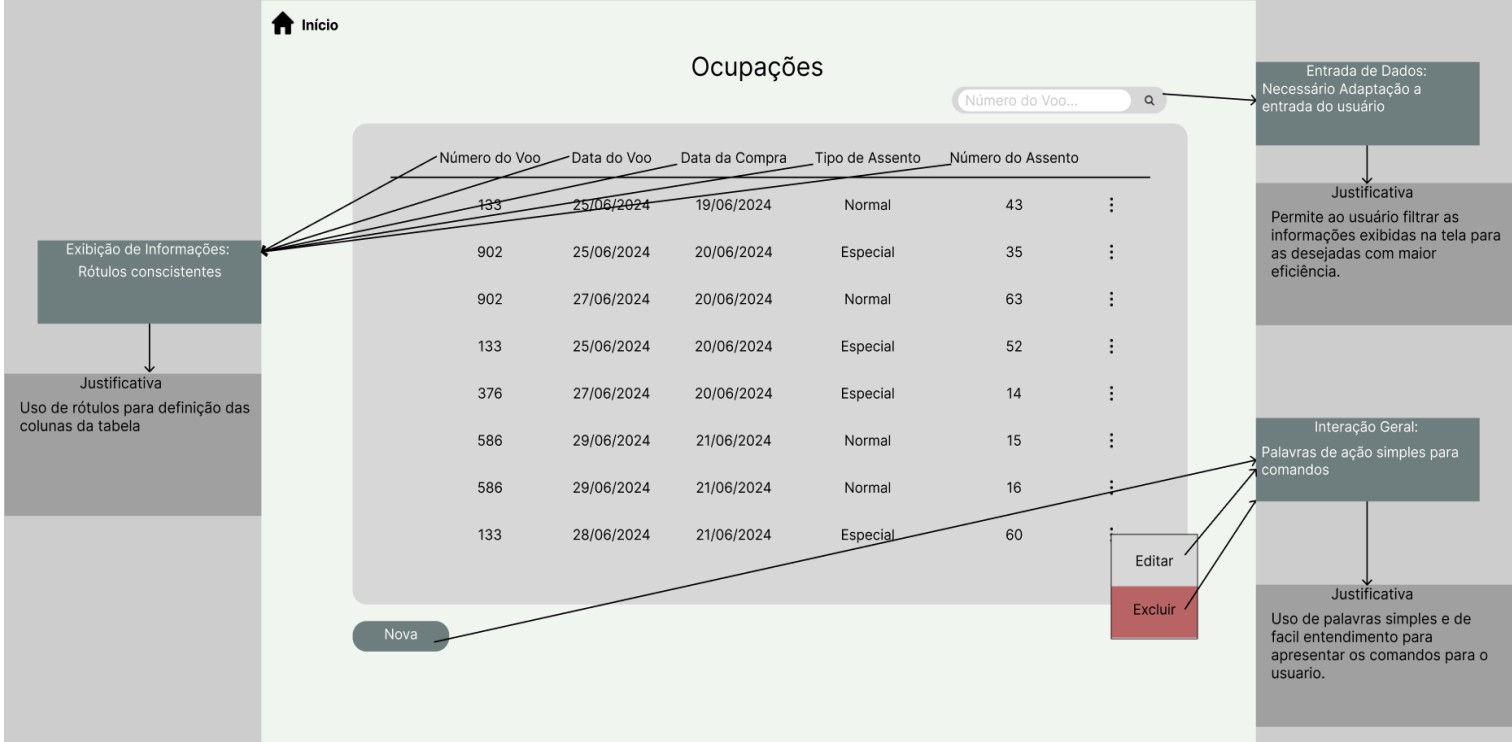 Início
Ocupações
Número do Voo...
Número do Voo Data do Voo Data da Compra Tipo de Assento Número do Assento
133 25/06/2024 19/06/2024 Normal 43
902 25/06/2024 20/06/2024 Especial 35
902 27/06/2024 20/06/2024 Normal 63
133 25/06/2024 20/06/2024 Especial 52
376 27/06/2024 20/06/2024 Especial 14
586 29/06/2024 21/06/2024 Normal 15
586 29/06/2024 21/06/2024 Normal 16
133 28/06/2024 21/06/2024 Especial 60
Editar
Excluir
Nova
Exibição de Informações:
Rótulos conscistentes
Justificativa
Uso de rótulos para definição das
colunas da tabela
Entrada de Dados:
Necessário Adaptação a
entrada do usuário
Justificativa
Permite ao usuário filtrar as
informações exibidas na tela para
as desejadas com maior
eficiência.
Interação Geral:
Palavras de ação simples para
comandos
Justificativa
Uso de palavras simples e de
facil entendimento para
apresentar os comandos para o
usuario.